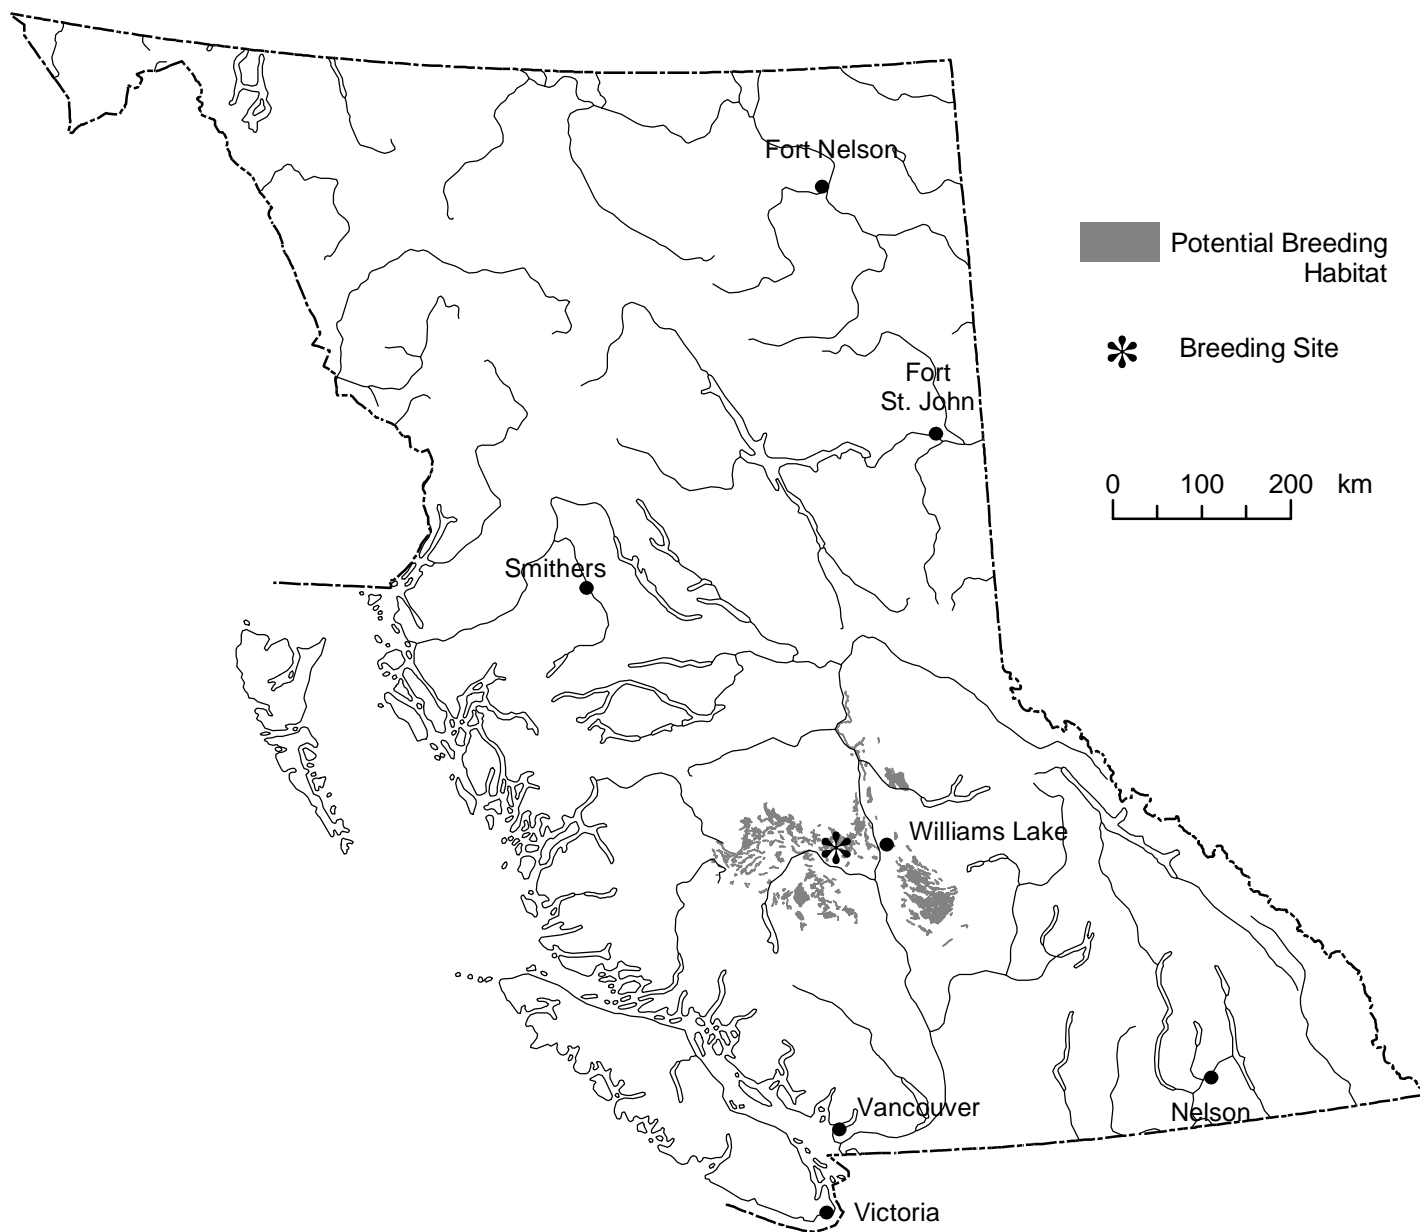 Fort Nelson
Potential Breeding
Habitat
Breeding Site
Fort
St. John
0 100 200 km
Smithers
Williams Lake
Vancouver
Nelson
Victoria